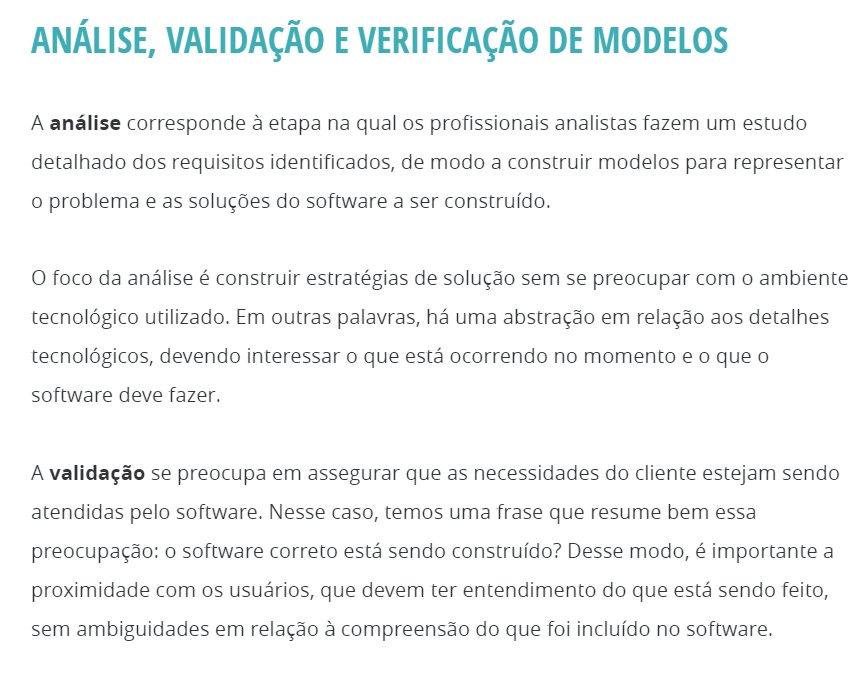 ANÁLISE, VALIDAÇÃO E VERIFICAÇÃO DE MODELOS
A análise corresponde à etapa na qual os profissionais analistas fazem um estudo
detalhado dos requisitos identificados, de modo a construir modelos para representar
o problema e as soluções do software a ser construído.
O foco da análise é construir estratégias de solução sem se preocupar com o ambiente
tecnológico utilizado. Em outras palavras, há uma abstração em relação aos detalhes
tecnológicos, devendo interessar o que está ocorrendo no momento e o que o
software deve fazer.
A validação se preocupa em assegurar que as necessidades do cliente estejam sendo
atendidas pelo software. Nesse caso, temos uma frase que resume bem essa
preocupação: o software correto está sendo construído? Desse modo, é importante a
proximidade com os usuários, que devem ter entendimento do que está sendo feito,
sem ambiguidades em relação à compreensão do que foi incluído no software.